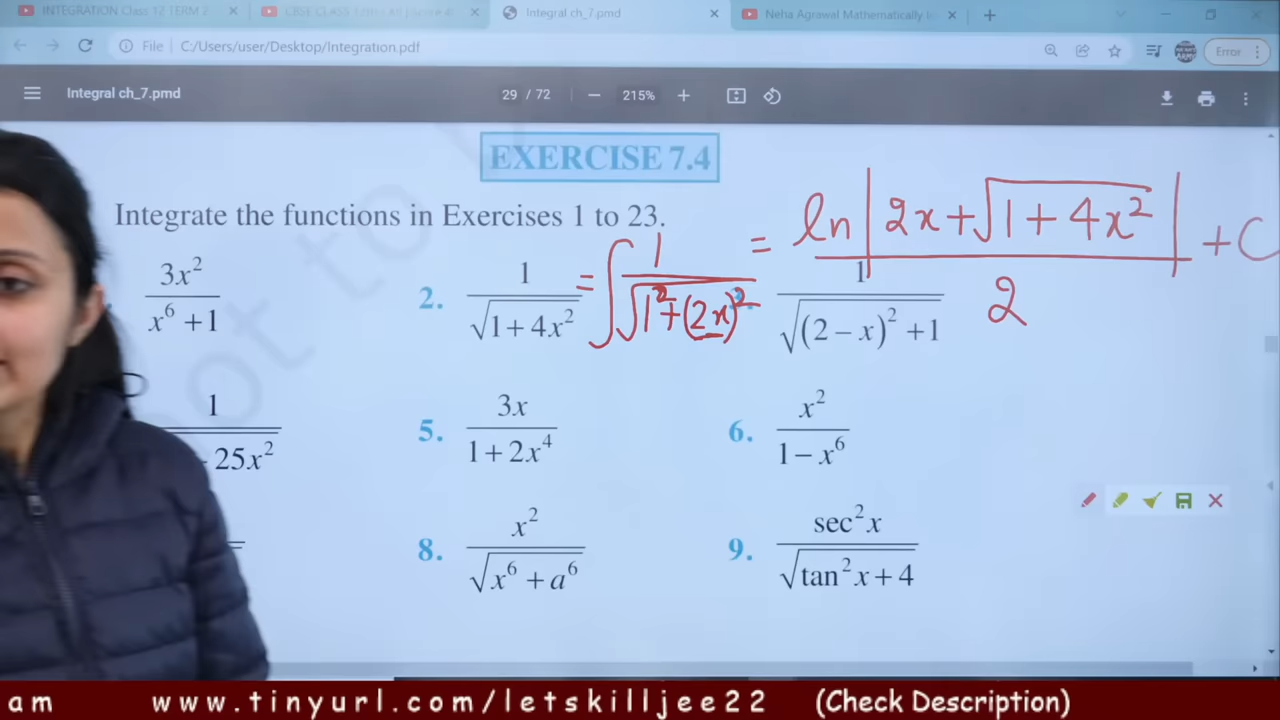 INTEGRATION Class 12 TERM 2
Integral ch_7.pmd
Neha Agrawal Mathematically I
File | C:/Users/user/Desktop/Integration.pdf
Error
Integral ch_7.pmd
29 / 72
215%
EXERCISE 7.4
Integrate the functions in Exercises 1 to 23.
3x²/(x⁶ + 1)
2. 1/√(1 + 4x²) = ∫ 1/√(1² + (2x)²) = ln|2x + √(1 + 4x²)|/2 + C
1/√((2 – x)² + 1)
1
25x²
5. 3x/(1 + 2x⁴)
6. x²/(1 – x⁶)
8. x²/√(x⁶ + a⁶)
9. sec² x/√(tan² x + 4)
am www.tinyurl.com/letskilljee22 (Check Description)